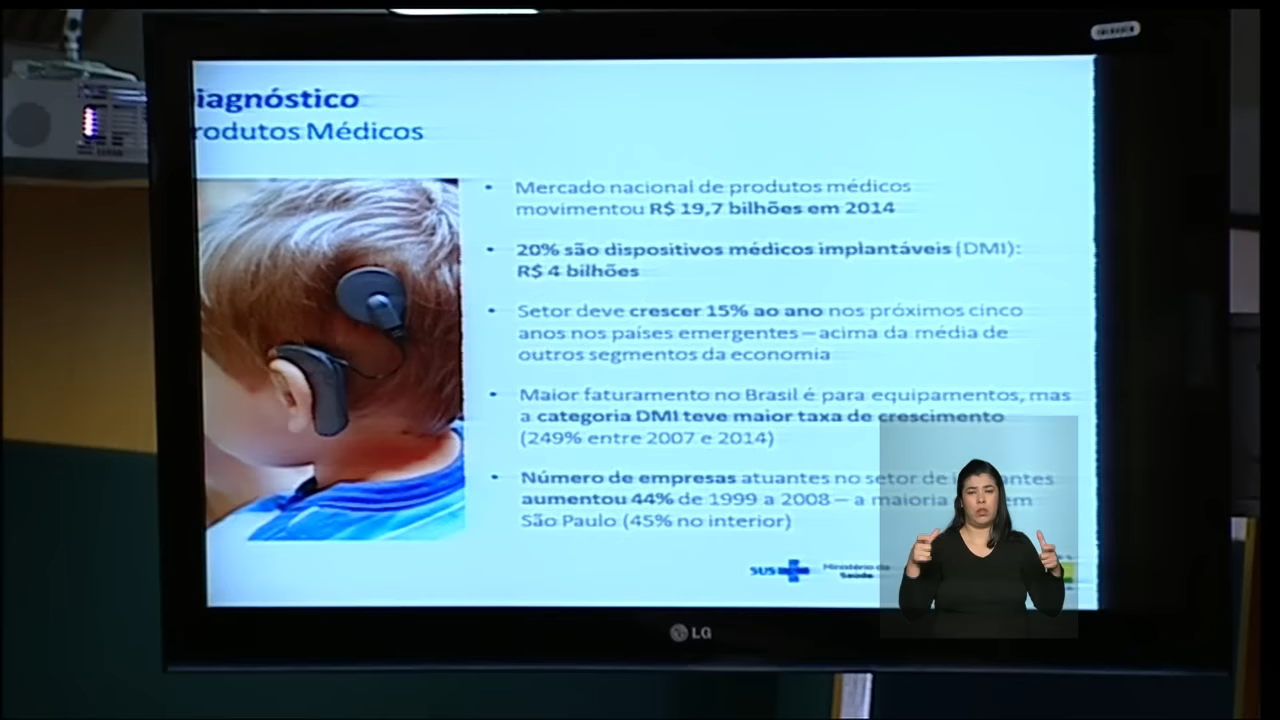 iagnóstico
rodutos Médicos
• Mercado nacional de produtos médicos
movimentou R$ 19,7 bilhões em 2014
• 20% são dispositivos médicos implantáveis (DMI):
R$ 4 bilhões
• Setor deve crescer 15% ao ano nos próximos cinco
anos nos países emergentes – acima da média de
outros segmentos da economia
• Maior faturamento no Brasil é para equipamentos, mas
a categoria DMI teve maior taxa de crescimento
(249% entre 2007 e 2014)
• Número de empresas atuantes no setor de
aumentou 44% de 1999 a 2008 – a maioria em
São Paulo (45% no interior)
SUS Ministério da
Saúde
LG